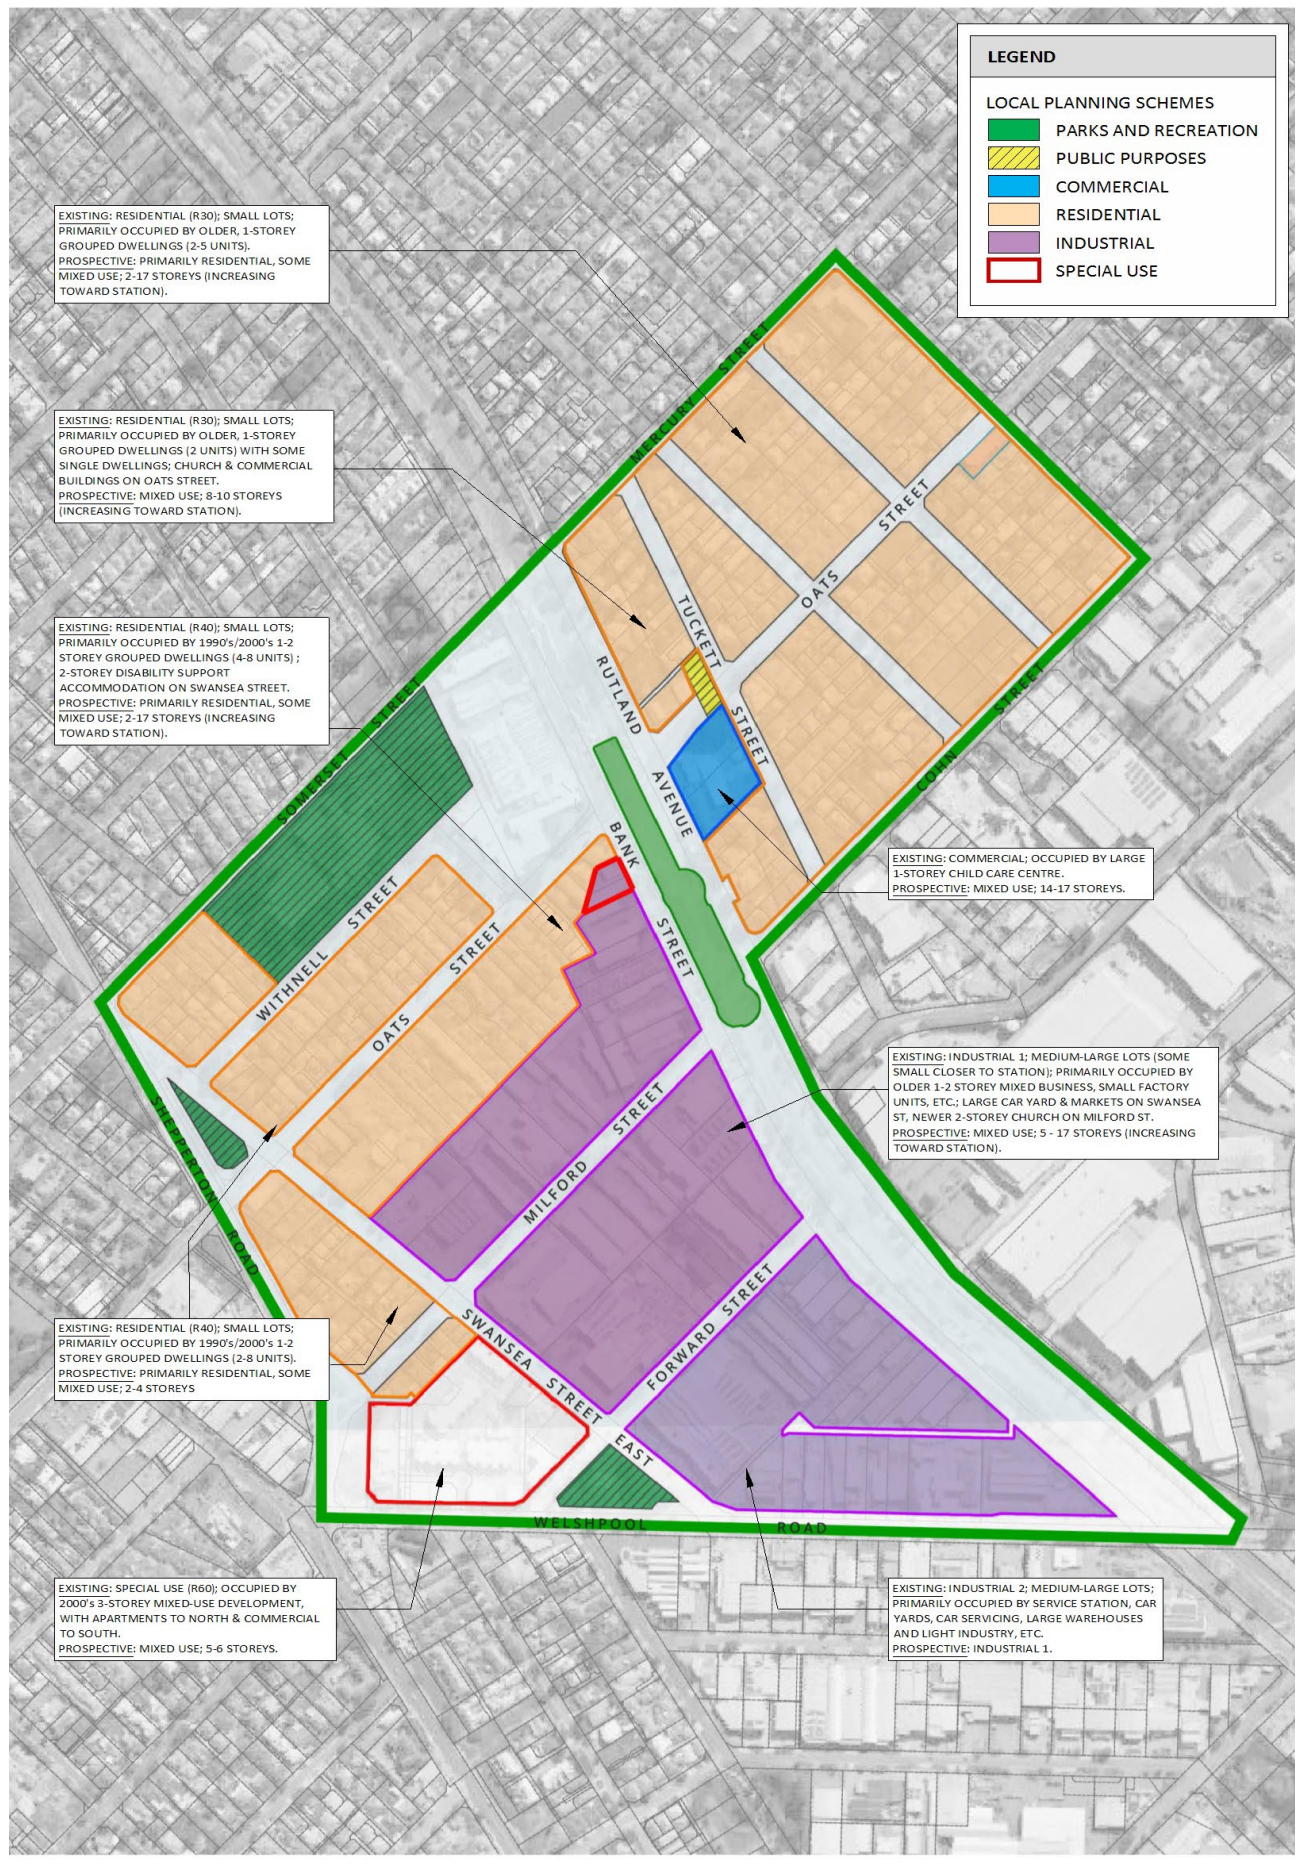 LEGEND
LOCAL PLANNING SCHEMES
PARKS AND RECREATION
PUBLIC PURPOSES
COMMERCIAL
RESIDENTIAL
INDUSTRIAL
SPECIAL USE
EXISTING: RESIDENTIAL (R30); SMALL LOTS;
PRIMARILY OCCUPIED BY OLDER, 1-STOREY
GROUPED DWELLINGS (2-5 UNITS).
PROSPECTIVE: PRIMARILY RESIDENTIAL, SOME
MIXED USE; 2-17 STOREYS (INCREASING
TOWARD STATION).
EXISTING: RESIDENTIAL (R30); SMALL LOTS;
PRIMARILY OCCUPIED BY OLDER, 1-STOREY
GROUPED DWELLINGS (2 UNITS) WITH SOME
SINGLE DWELLINGS; CHURCH & COMMERCIAL
BUILDINGS ON OATS STREET.
PROSPECTIVE: MIXED USE; 8-10 STOREYS
(INCREASING TOWARD STATION).
EXISTING: RESIDENTIAL (R40); SMALL LOTS;
PRIMARILY OCCUPIED BY 1990's/2000's 1-2
STOREY GROUPED DWELLINGS (4-8 UNITS) ;
2-STOREY DISABILITY SUPPORT
ACCOMMODATION ON SWANSEA STREET.
PROSPECTIVE: PRIMARILY RESIDENTIAL, SOME
MIXED USE; 2-17 STOREYS (INCREASING
TOWARD STATION).
MERCURY STREET
OATS STREET
TUCKETT STREET
RUTLAND AVENUE
COHN STREET
SOMERSET STREET
BANK STREET
WITHNELL STREET
OATS STREET
SHEPPERTON ROAD
MILFORD STREET
FORWARD STREET
SWANSEA STREET EAST
WELSHPOOL ROAD
EXISTING: COMMERCIAL; OCCUPIED BY LARGE
1-STOREY CHILD CARE CENTRE.
PROSPECTIVE: MIXED USE; 14-17 STOREYS.
EXISTING: INDUSTRIAL 1; MEDIUM-LARGE LOTS (SOME
SMALL CLOSER TO STATION); PRIMARILY OCCUPIED BY
OLDER 1-2 STOREY MIXED BUSINESS, SMALL FACTORY
UNITS, ETC.; LARGE CAR YARD & MARKETS ON SWANSEA
ST, NEWER 2-STOREY CHURCH ON MILFORD ST.
PROSPECTIVE: MIXED USE; 5 - 17 STOREYS (INCREASING
TOWARD STATION).
EXISTING: RESIDENTIAL (R40); SMALL LOTS;
PRIMARILY OCCUPIED BY 1990's/2000's 1-2
STOREY GROUPED DWELLINGS (2-8 UNITS).
PROSPECTIVE: PRIMARILY RESIDENTIAL, SOME
MIXED USE; 2-4 STOREYS
EXISTING: SPECIAL USE (R60); OCCUPIED BY
2000's 3-STOREY MIXED-USE DEVELOPMENT,
WITH APARTMENTS TO NORTH & COMMERCIAL
TO SOUTH.
PROSPECTIVE: MIXED USE; 5-6 STOREYS.
EXISTING: INDUSTRIAL 2; MEDIUM-LARGE LOTS;
PRIMARILY OCCUPIED BY SERVICE STATION, CAR
YARDS, CAR SERVICING, LARGE WAREHOUSES
AND LIGHT INDUSTRY, ETC.
PROSPECTIVE: INDUSTRIAL 1.